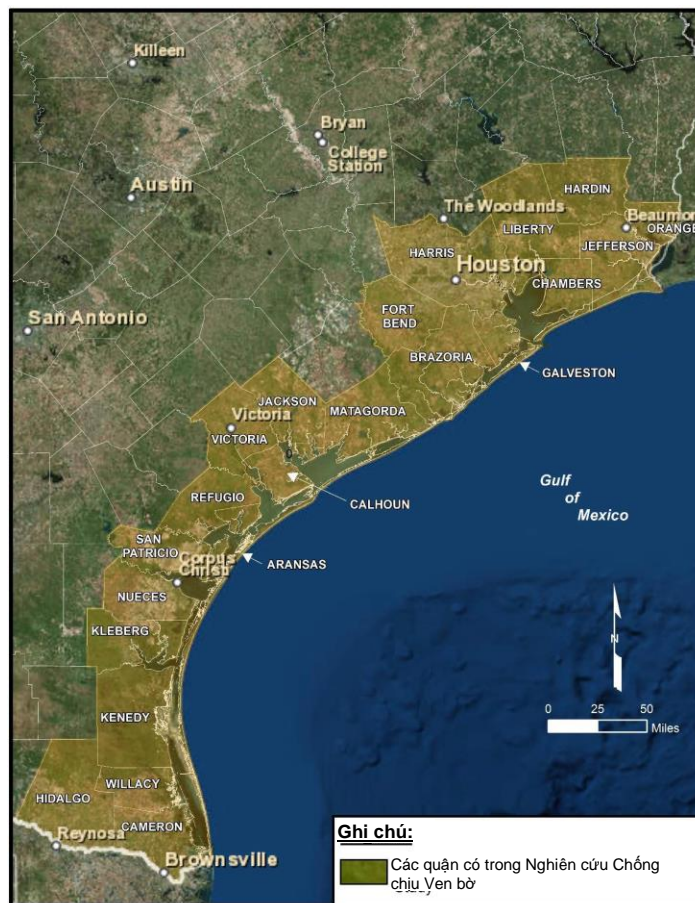 Killeen
Bryan
College
Station
Austin
HARDIN
The Woodlands
Beaumon
LIBERTY
ORANGE
HARRIS
JEFFERSON
Houston
CHAMBERS
San Antonio
FORT
BEND
BRAZORIA
GALVESTON
JACKSON
MATAGORDA
Victoria
VICTORIA
Gulf
of
Mexico
REFUGIO
CALHOUN
SAN
PATRICIO
ARANSAS
Corpus
Christi
NUECES
KLEBERG
N
KENEDY
0 25 50
Miles
WILLACY
HIDALGO
CAMERON
Reynosa
Brownsville
Ghi chú:
Các quận có trong Nghiên cứu Chống
chịu Ven bờ